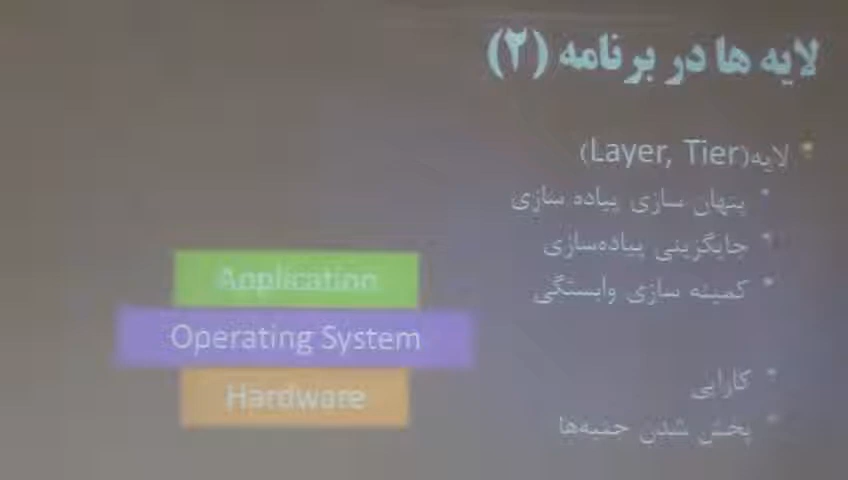 لایه ها در برنامه (۲)
لایه(Layer, Tier)
پنهان سازی پیاده سازی
جایگزینی پیاده‌سازی
کمینه سازی وابستگی
کارایی
پخش شدن جنبه‌ها
Application
Operating System
Hardware